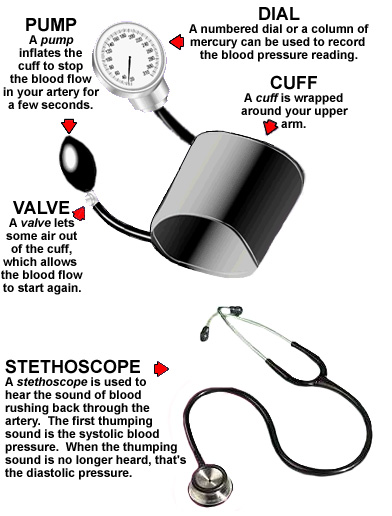 PUMP
A pump
inflates the
cuff to stop
the blood flow
in your artery for
a few seconds.
DIAL
A numbered dial or a column of
mercury can be used to record
the blood pressure reading.
CUFF
A cuff is wrapped
around your upper
arm.
VALVE
A valve lets
some air out
of the cuff,
which allows
the blood flow
to start again.
STETHOSCOPE
A stethoscope is used to
hear the sound of blood
rushing back through the
artery. The first thumping
sound is the systolic blood
pressure. When the thumping
sound is no longer heard, that's
the diastolic pressure.